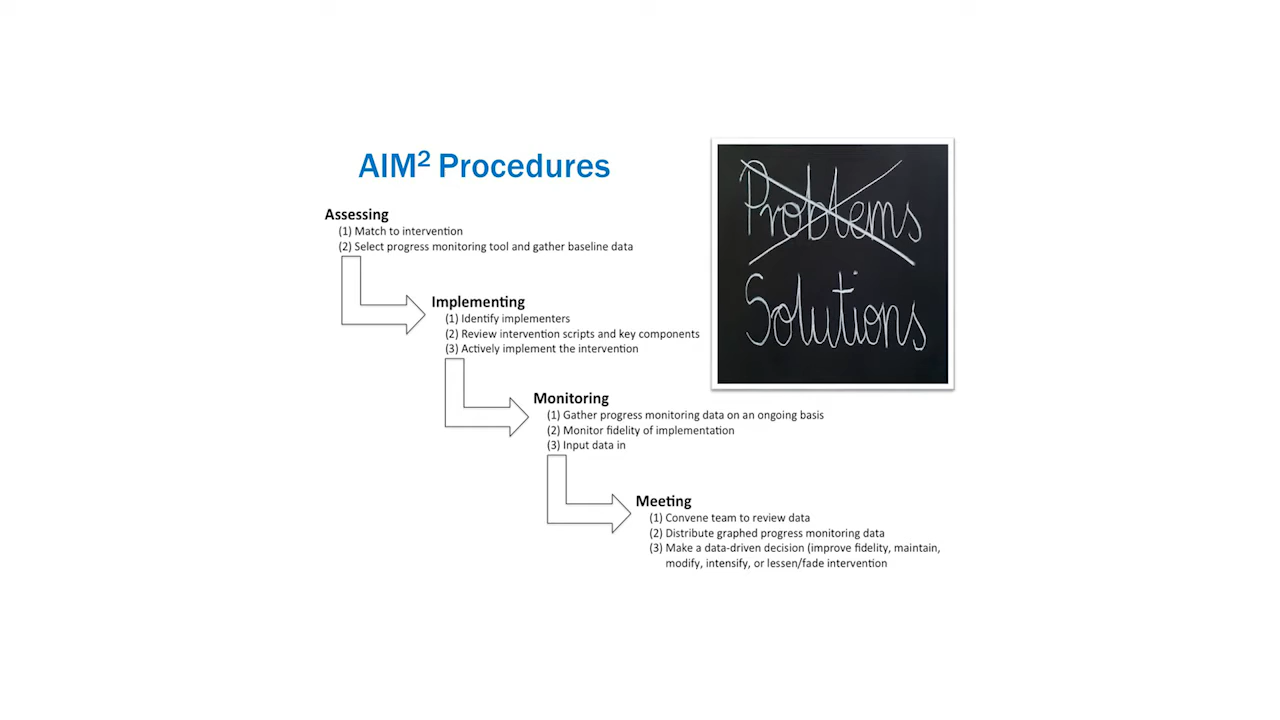 AIM² Procedures
Assessing
(1) Match to intervention
(2) Select progress monitoring tool and gather baseline data
Implementing
(1) Identify implementers
(2) Review intervention scripts and key components
(3) Actively implement the intervention
Monitoring
(1) Gather progress monitoring data on an ongoing basis
(2) Monitor fidelity of implementation
(3) Input data in
Meeting
(1) Convene team to review data
(2) Distribute graphed progress monitoring data
(3) Make a data-driven decision (improve fidelity, maintain,
modify, intensify, or lessen/fade intervention
Problems
Solutions